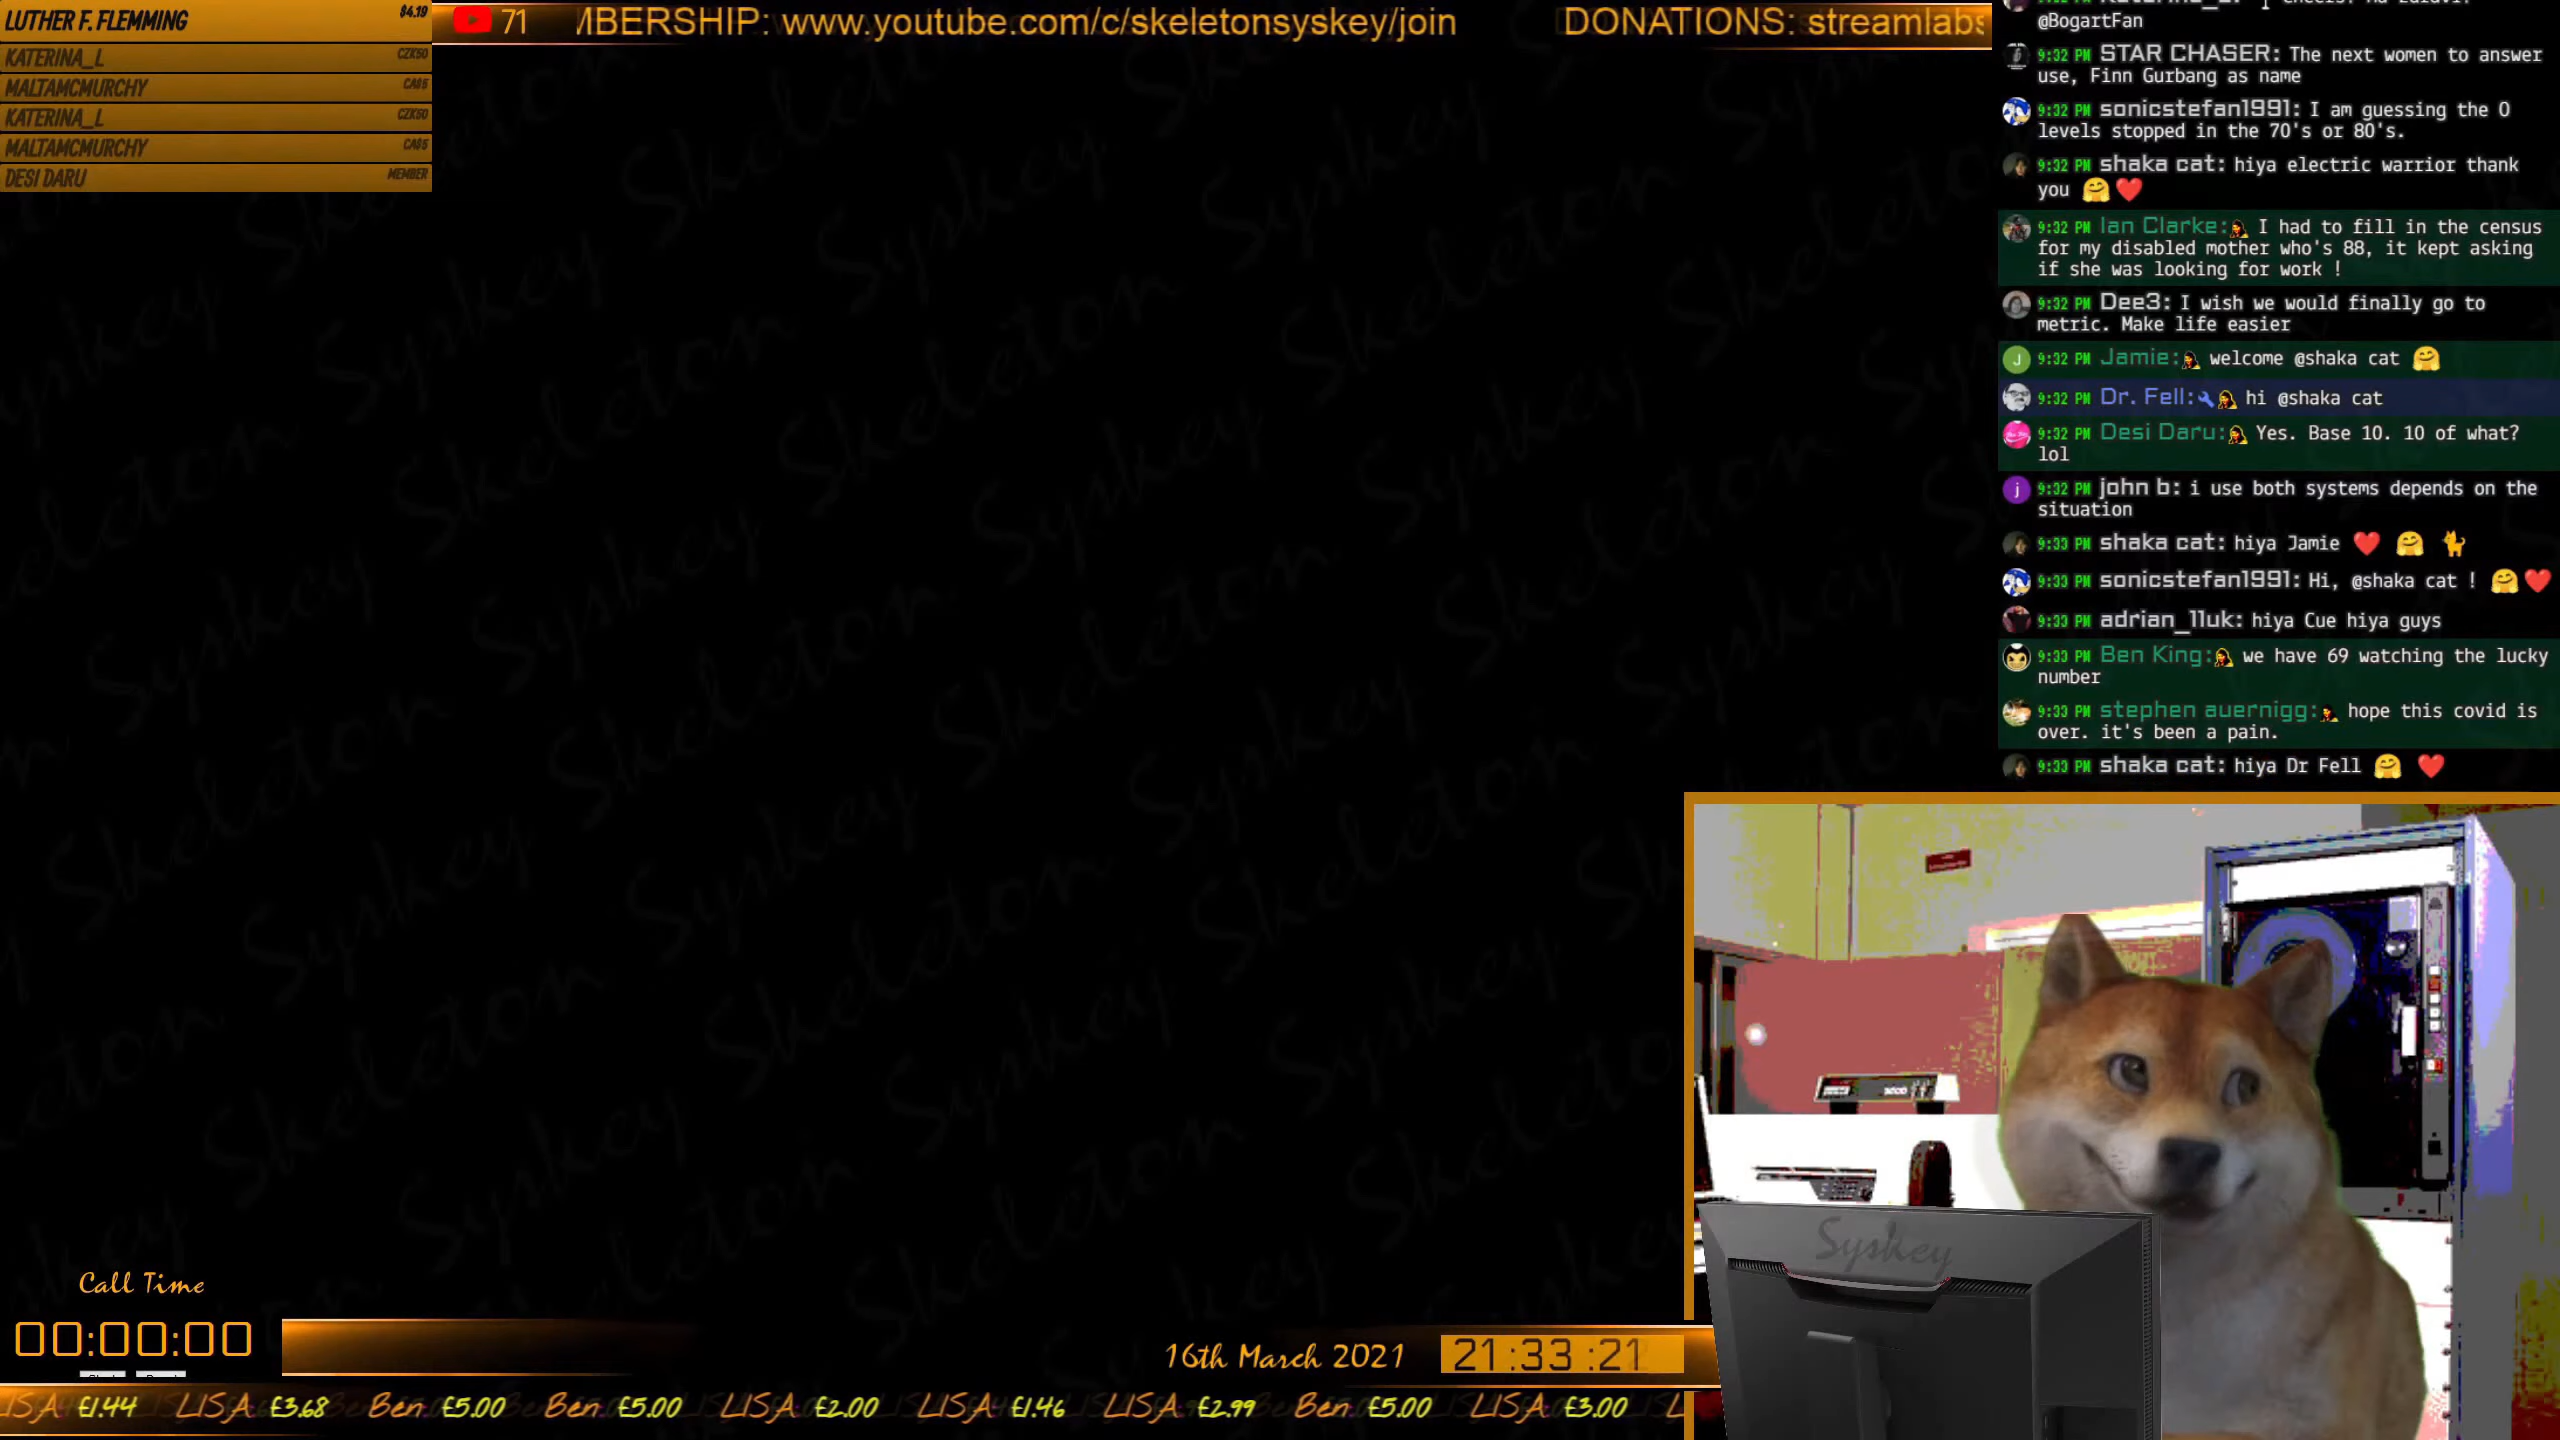 LUTHER F. FLEMMING $4.19
KATERINA_L CZK50
MALTAMCMURCHY CA$5
KATERINA_L CZK50
MALTAMCMURCHY CA$5
DESI DARU MEMBER
71 MBERSHIP: www.youtube.com/c/skeletonsyskey/join DONATIONS: streamlabs
@BogartFan
9:32 PM STAR CHASER: The next women to answer
use, Finn Gurbang as name
9:32 PM sonicstefan1991: I am guessing the O
levels stopped in the 70's or 80's.
9:32 PM shaka cat: hiya electric warrior thank
you 🤗 ❤️
9:32 PM Ian Clarke: I had to fill in the census
for my disabled mother who's 88, it kept asking
if she was looking for work !
9:32 PM Dee3: I wish we would finally go to
metric. Make life easier
J 9:32 PM Jamie: welcome @shaka cat 🤗
9:32 PM Dr. Fell: hi @shaka cat
9:32 PM Desi Daru: Yes. Base 10. 10 of what?
lol
j 9:32 PM john b: i use both systems depends on the
situation
9:33 PM shaka cat: hiya Jamie ❤️ 🤗 🐈
9:33 PM sonicstefan1991: Hi, @shaka cat ! 🤗❤️
9:33 PM adrian_11uk: hiya Cue hiya guys
9:33 PM Ben King: we have 69 watching the lucky
number
9:33 PM stephen auernigg: hope this covid is
over. it's been a pain.
9:33 PM shaka cat: hiya Dr Fell 🤗 ❤️
Syskey
Call Time
00:00:00
16th March 2021 21:33:21
ISA £1.44 LISA £3.68 Ben £5.00 Ben £5.00 LISA £2.00 LISA £1.46 LISA £2.99 Ben £5.00 LISA £3.00 L